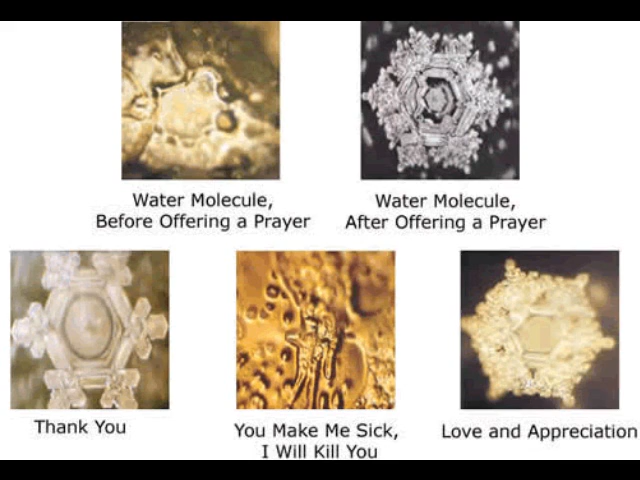 Water Molecule,
Before Offering a Prayer
Water Molecule,
After Offering a Prayer
Thank You
You Make Me Sick,
I Will Kill You
Love and Appreciation